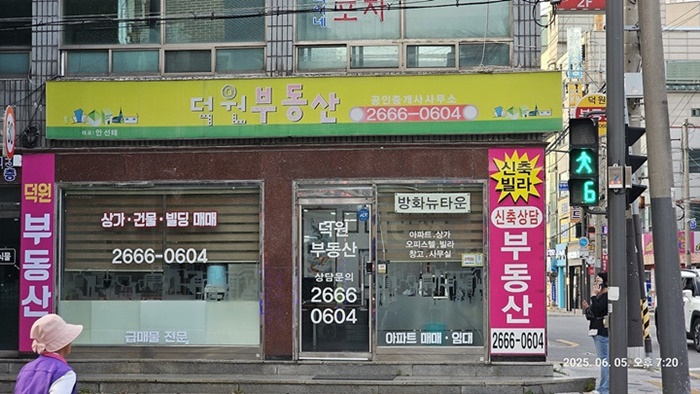 포차
2F
덕원부동산
공인중개사사무소
2666-0604
대표: 안선태
덕원
덕원
부동산
상가·건물·빌딩 매매
2666-0604
급매물 전문
덕원
부동산
상담문의
2666
0604
방화뉴타운
아파트.상가
오피스텔.빌라
창고.사무실
아파트 매매·임대
신축
빌라
신축상담
부동산
2666-0604
6
2025. 06. 05. 오후 7:20